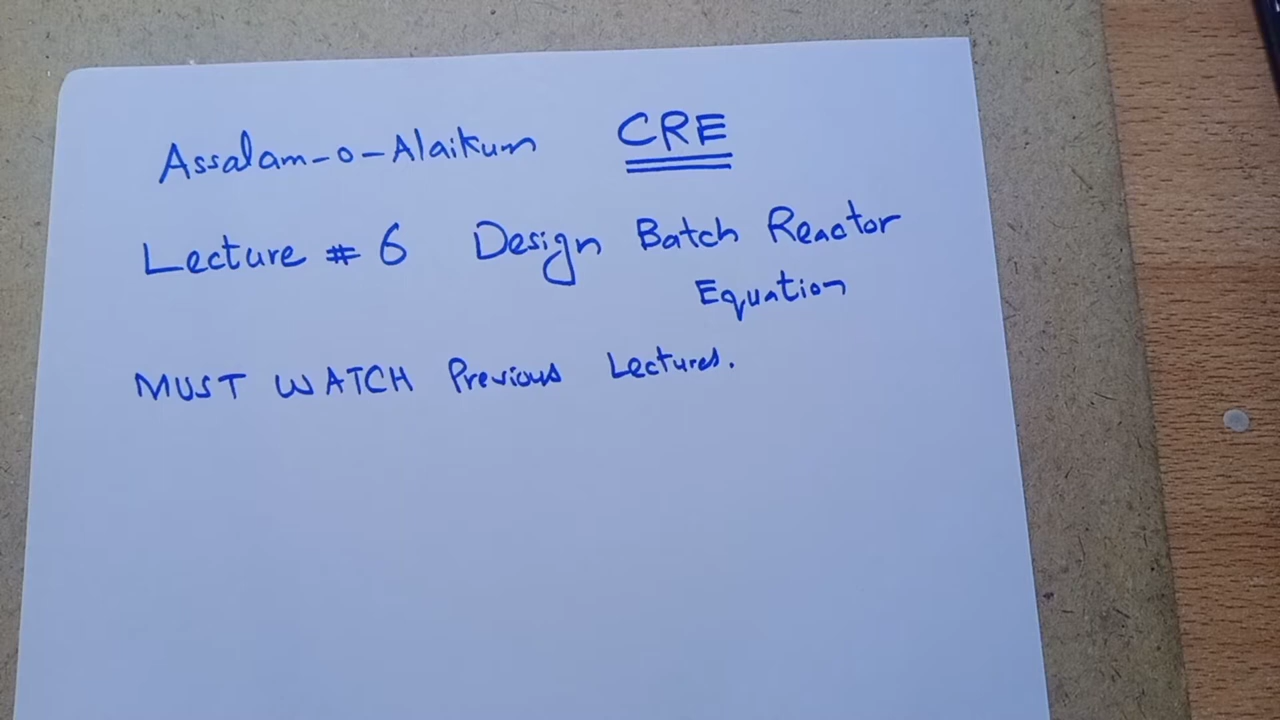 Assalam-o-Alaikum CRE
Lecture # 6 Design Batch Reactor
Equation
MUST WATCH Previous Lectures.